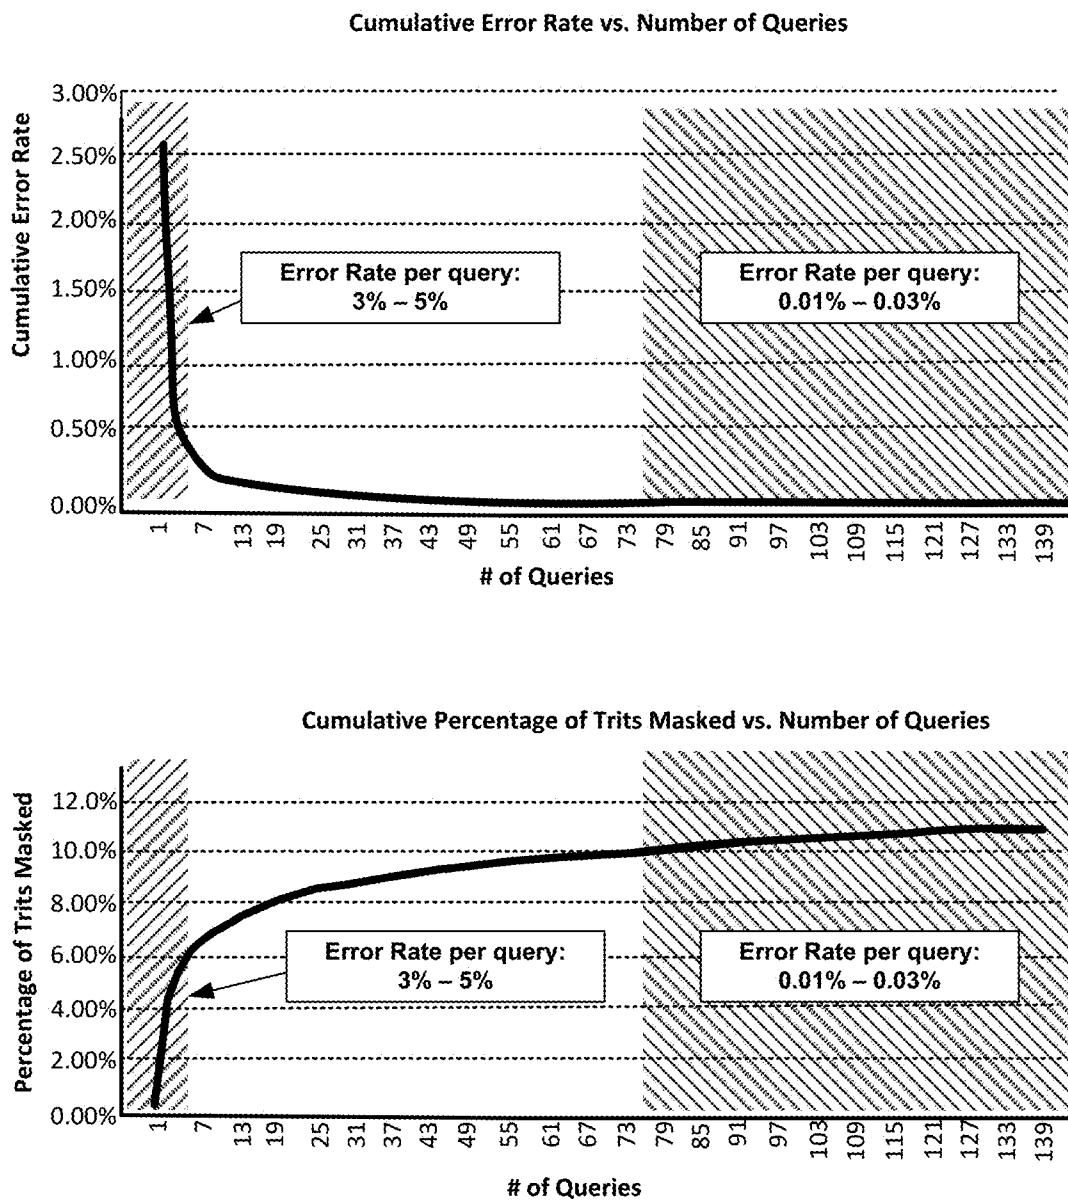 Cumulative Error Rate vs. Number of Queries
Cumulative Error Rate
3.00%
2.50%
2.00%
1.50%
1.00%
0.50%
0.00%
Error Rate per query:
3% – 5%
Error Rate per query:
0.01% – 0.03%
1 7 13 19 25 31 37 43 49 55 61 67 73 79 85 91 97 103 109 115 121 127 133 139
# of Queries
Cumulative Percentage of Trits Masked vs. Number of Queries
Percentage of Trits Masked
12.0%
10.0%
8.00%
6.00%
4.00%
2.00%
0.00%
Error Rate per query:
3% – 5%
Error Rate per query:
0.01% – 0.03%
1 7 13 19 25 31 37 43 49 55 61 67 73 79 85 91 97 103 109 115 121 127 133 139
# of Queries